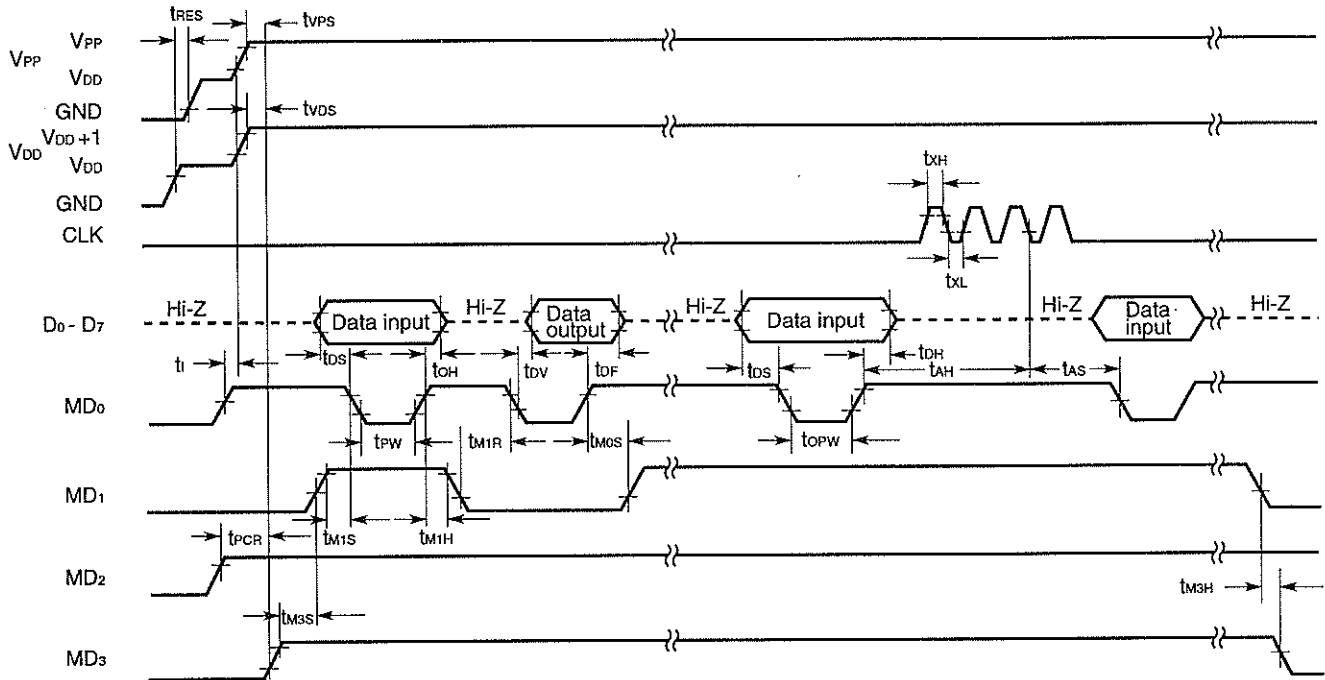 tRES
tVPS
VPP
VPP
VDD
GND
tVDS
VDD
VDD +1
VDD
GND
CLK
tXH
tXL
D0 - D7
Hi-Z
Data input
Hi-Z
Data output
Hi-Z
Data input
Hi-Z
Data input
Hi-Z
tI
tDS
tOH
tDV
tDF
tDS
tDH
tAH
tAS
MD0
tPW
tM1R
tM0S
tOPW
MD1
tPCR
tM1S
tM1H
MD2
tM3S
tM3H
MD3